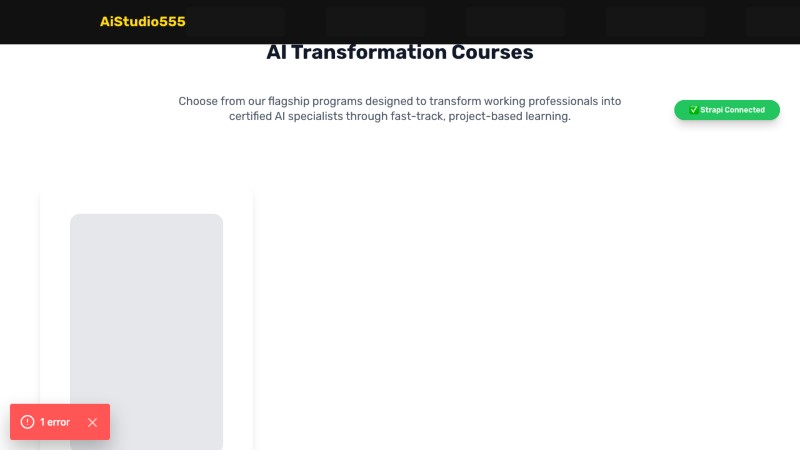 AiStudio555
AI Transformation Courses
Choose from our flagship programs designed to transform working professionals into
certified AI specialists through fast-track, project-based learning.
✅ Strapi Connected
1 error